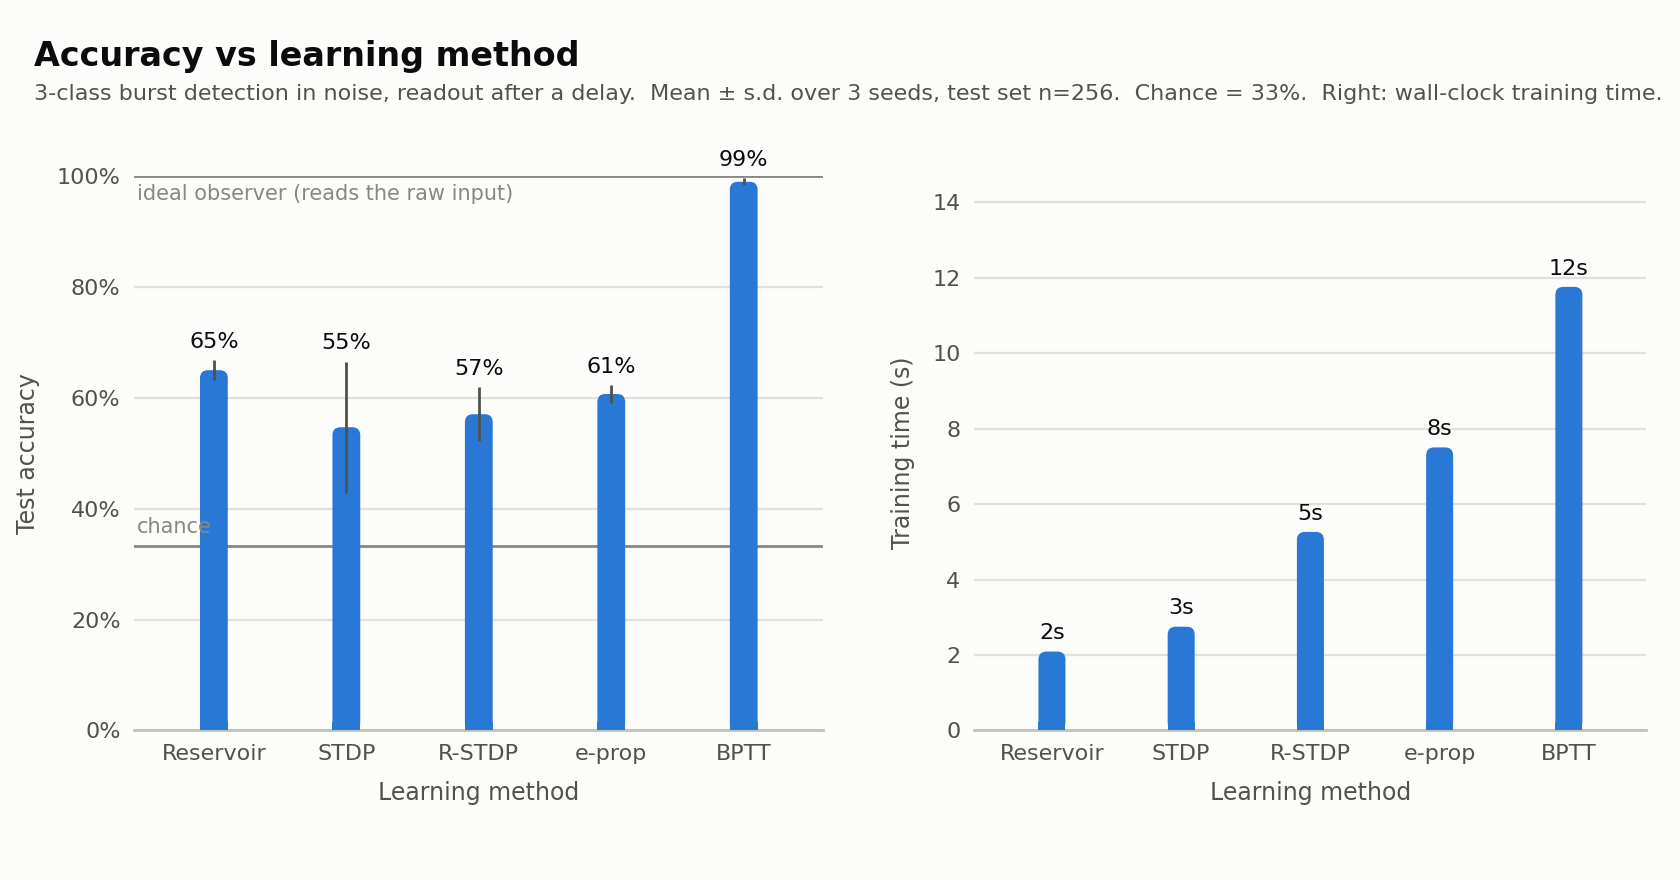 Accuracy vs learning method
3-class burst detection in noise, readout after a delay.  Mean ± s.d. over 3 seeds, test set n=256.  Chance = 33%.  Right: wall-clock training time.
Test accuracy
100%
80%
60%
40%
20%
0%
ideal observer (reads the raw input)
chance
65%
55%
57%
61%
99%
Reservoir
STDP
R-STDP
e-prop
BPTT
Learning method
Training time (s)
14
12
10
8
6
4
2
0
2s
3s
5s
8s
12s
Reservoir
STDP
R-STDP
e-prop
BPTT
Learning method